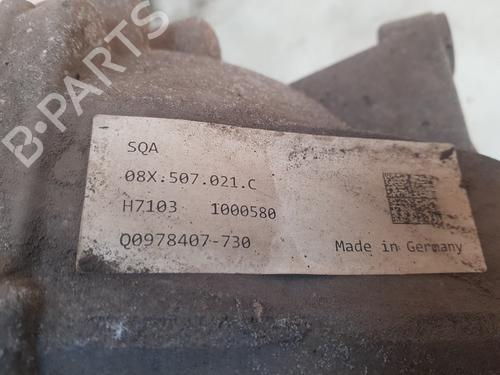 B-PARTS
SQA
08X.507.021.C
H7103 1000580
Q0978407-730
Made in Germany